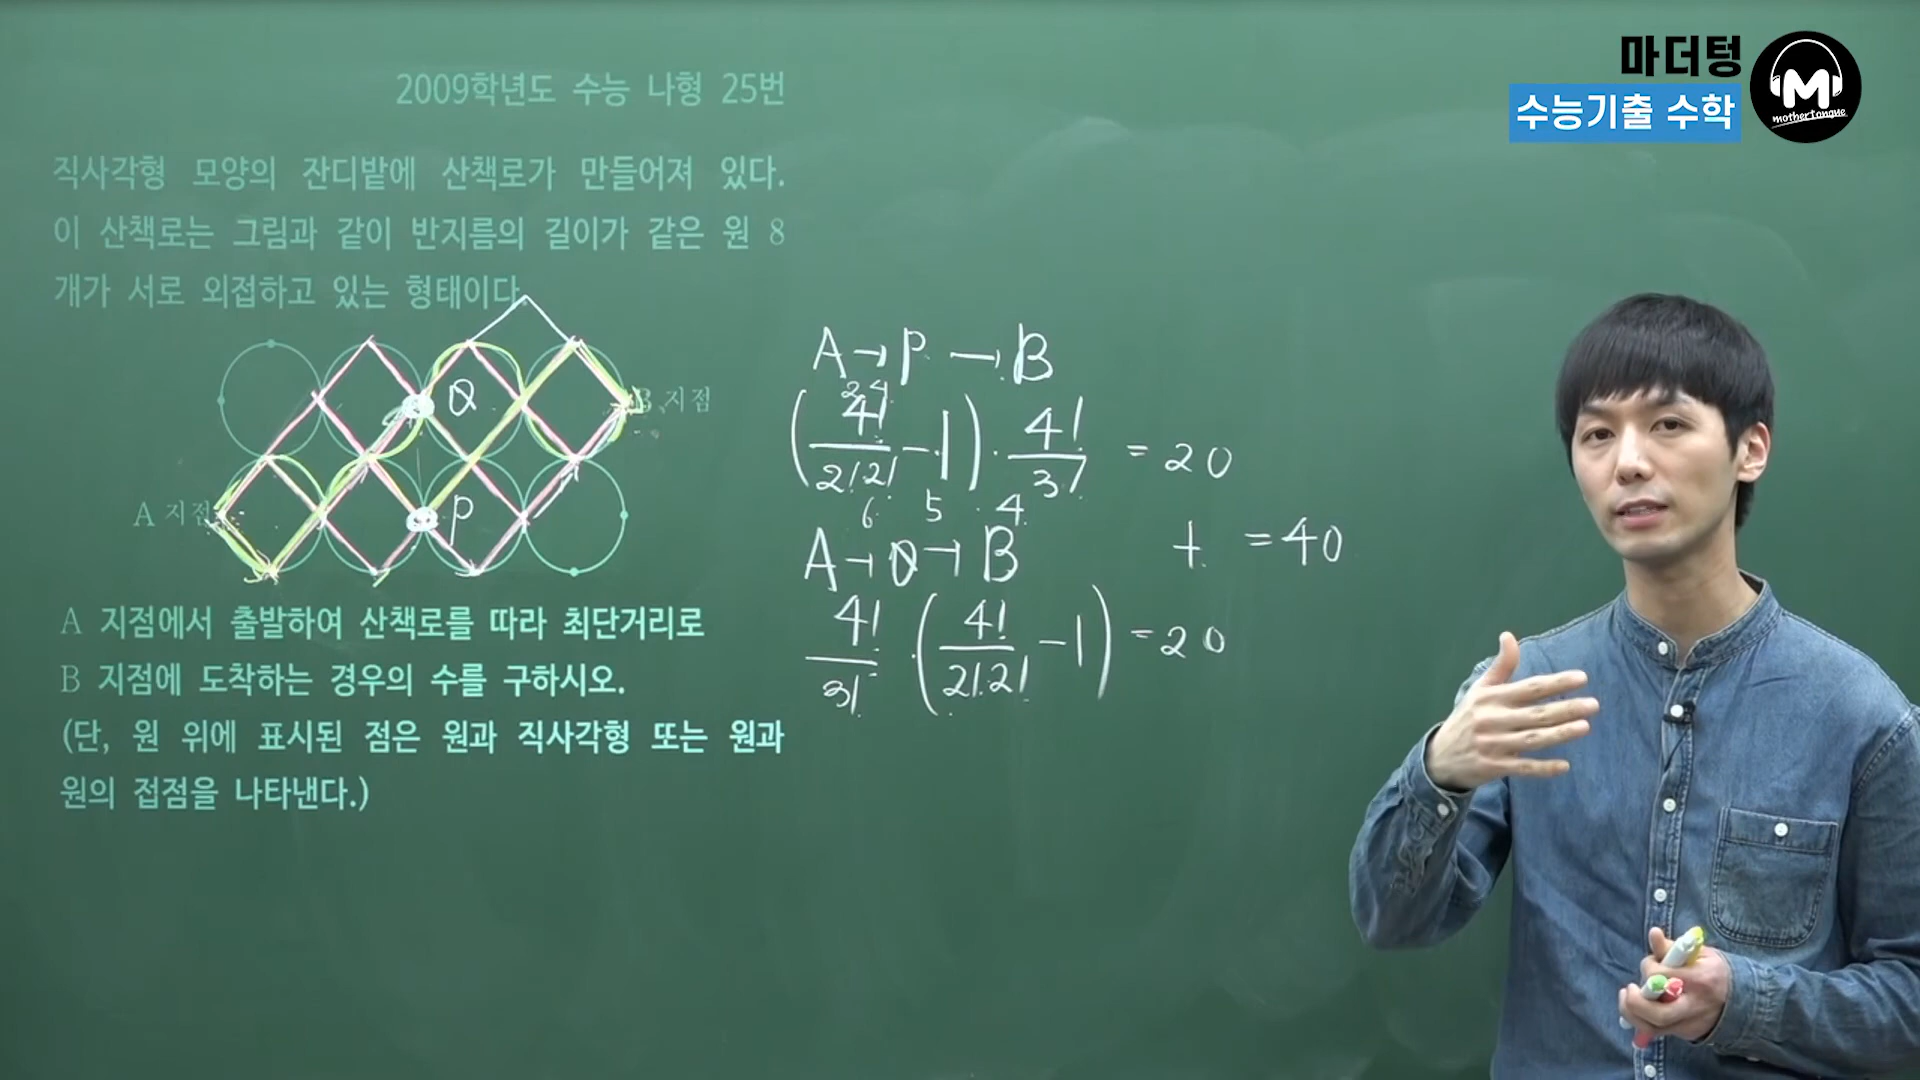 마더텅
수능기출 수학
M
mothertongue
2009학년도 수능 나형 25번
직사각형 모양의 잔디밭에 산책로가 만들어져 있다.
이 산책로는 그림과 같이 반지름의 길이가 같은 원 8
개가 서로 외접하고 있는 형태이다.
Q
B 지점
A 지점
P
A 지점에서 출발하여 산책로를 따라 최단거리로
B 지점에 도착하는 경우의 수를 구하시오.
(단, 원 위에 표시된 점은 원과 직사각형 또는 원과
원의 접점을 나타낸다.)
A→P→B
24
(4!/2!2! -1)·4!/3! = 20
6 5 4
A→Q→B + =40
4!/3! ·(4!/2!2! -1) = 20